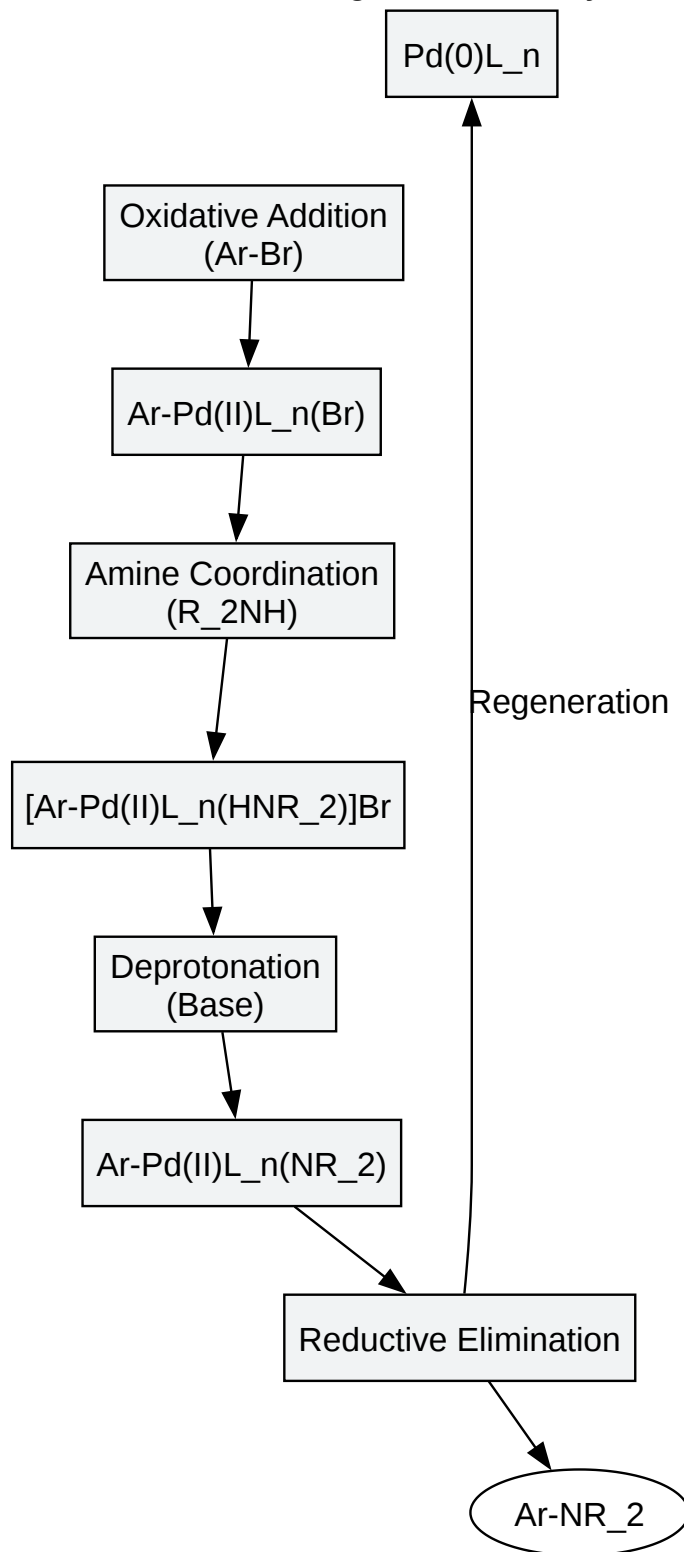 Pd(0)L_n
Oxidative Addition
(Ar-Br)
Ar-Pd(II)L_n(Br)
Amine Coordination
(R_2NH)
Regeneration
[Ar-Pd(II)L_n(HNR_2)]Br
Deprotonation
(Base)
Ar-Pd(II)L_n(NR_2)
Reductive Elimination
Ar-NR_2